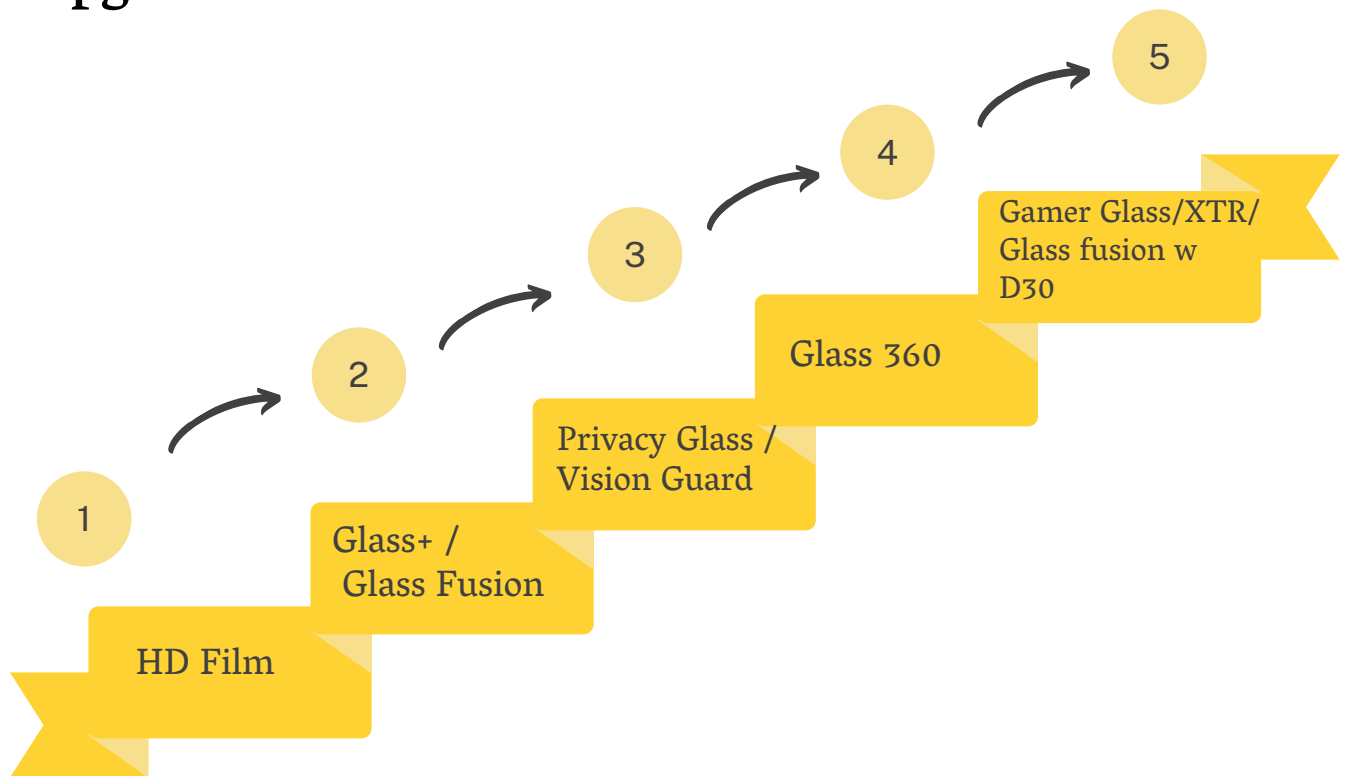 5
4
3
2
1
Gamer Glass/XTR/
Glass fusion w
D30
Glass 360
Privacy Glass /
Vision Guard
Glass+ /
Glass Fusion
HD Film